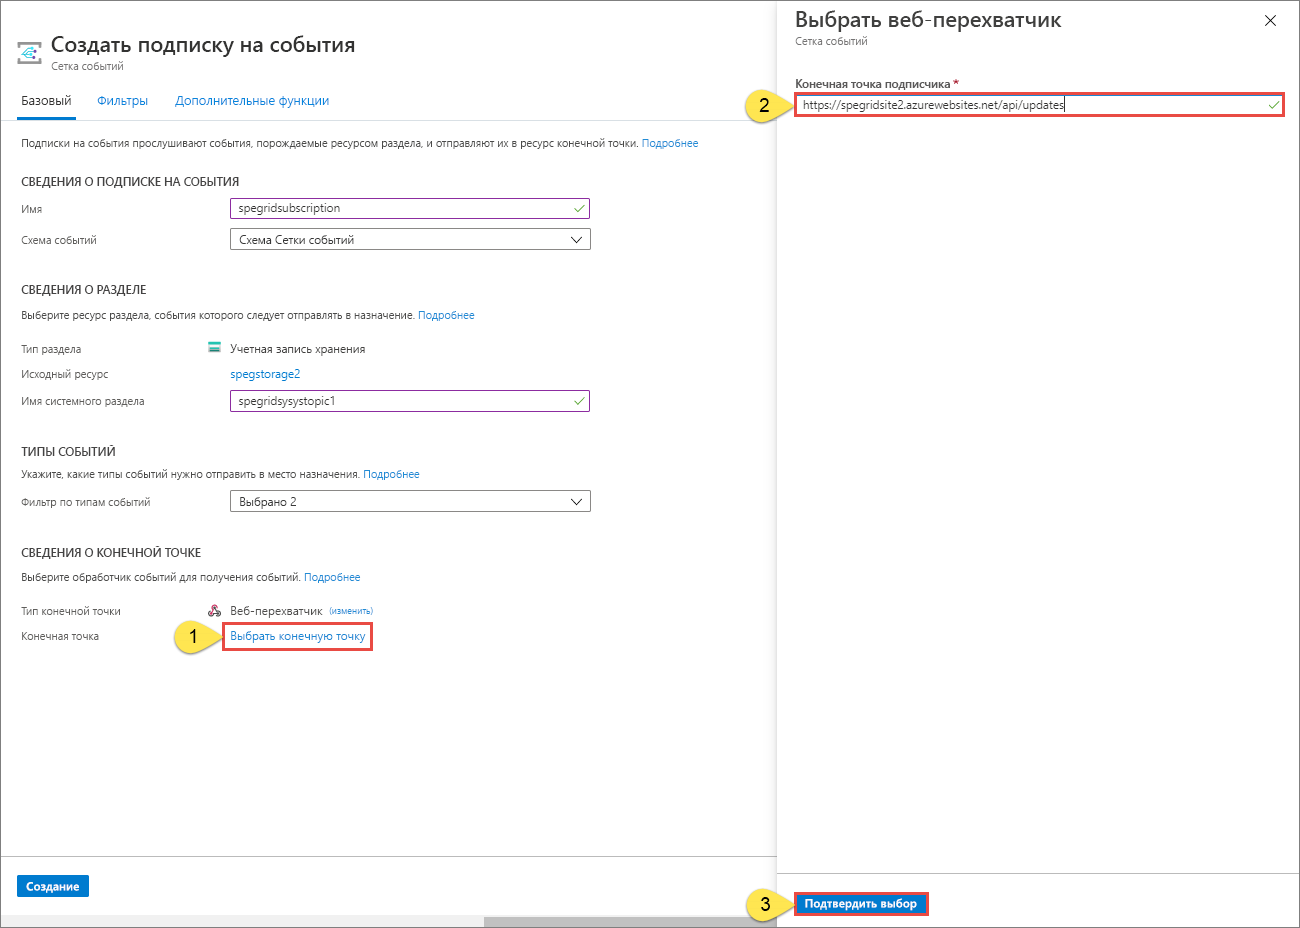 Создать подписку на события
Сетка событий
Базовый Фильтры Дополнительные функции
Подписки на события прослушивают события, порождаемые ресурсом раздела, и отправляют их в ресурс конечной точки. Подробнее
СВЕДЕНИЯ О ПОДПИСКЕ НА СОБЫТИЯ
Имя spegridsubscription
Схема событий Схема Сетки событий
СВЕДЕНИЯ О РАЗДЕЛЕ
Выберите ресурс раздела, события которого следует отправлять в назначение. Подробнее
Тип раздела Учетная запись хранения
Исходный ресурс spegstorage2
Имя системного раздела spegridsysystopic1
ТИПЫ СОБЫТИЙ
Укажите, какие типы событий нужно отправить в место назначения. Подробнее
Фильтр по типам событий Выбрано 2
СВЕДЕНИЯ О КОНЕЧНОЙ ТОЧКЕ
Выберите обработчик событий для получения событий. Подробнее
Тип конечной точки Веб-перехватчик (изменить)
Конечная точка 1 Выбрать конечную точку
Создание
Выбрать веб-перехватчик
Сетка событий
Конечная точка подписчика *
2 https://spegridsite2.azurewebsites.net/api/updates
3 Подтвердить выбор